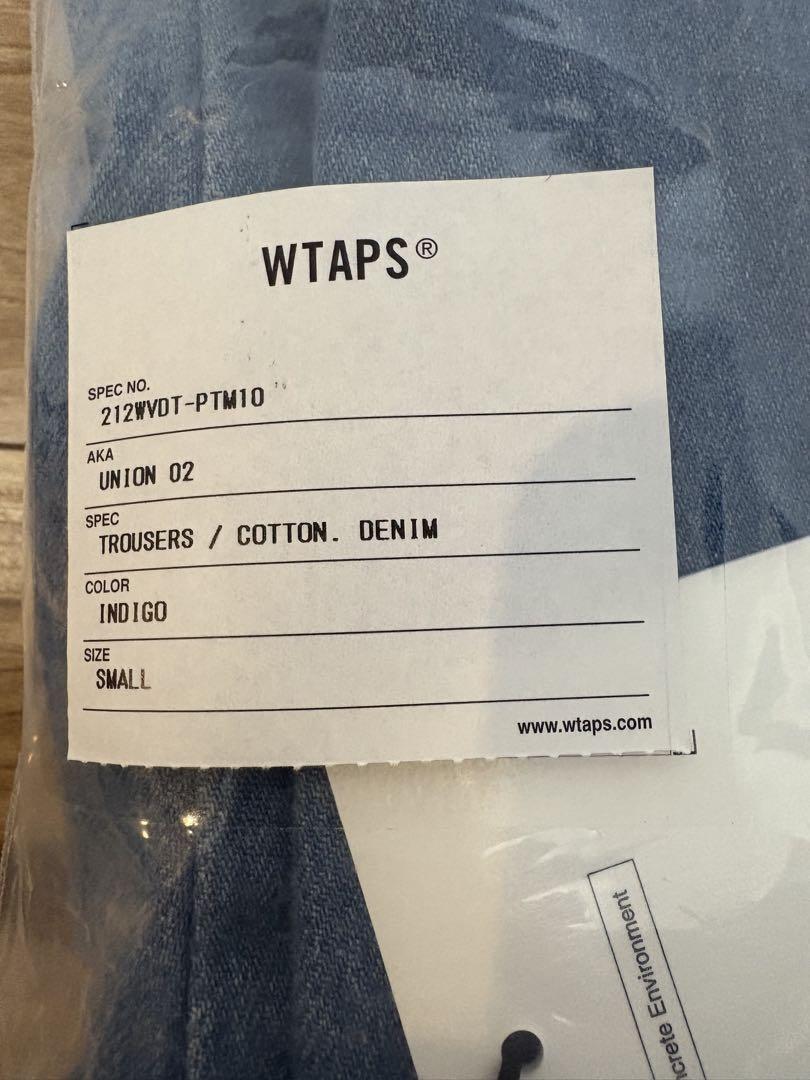 WTAPS®
SPEC NO.
212WVDT-PTM10
AKA
UNION 02
SPEC
TROUSERS / COTTON. DENIM
COLOR
INDIGO
SIZE
SMALL
www.wtaps.com
Environment